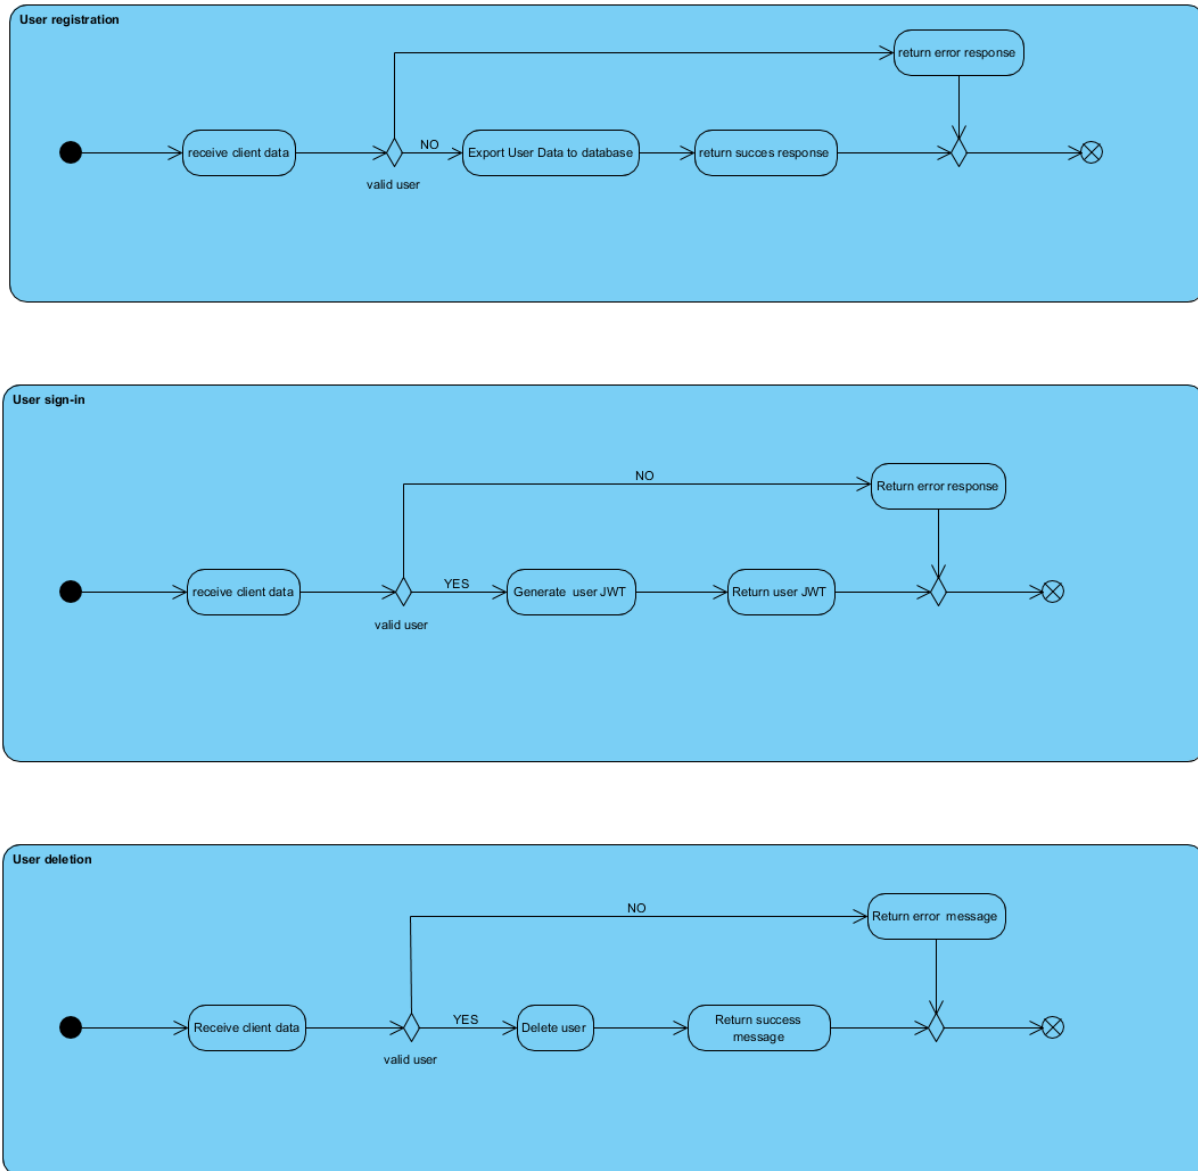 User registration
return error response
receive client data
NO
Export User Data to database
return succes response
valid user
User sign-in
NO
Return error response
receive client data
YES
Generate user JWT
Return user JWT
valid user
User deletion
NO
Return error message
Receive client data
YES
Delete user
Return success
message
valid user